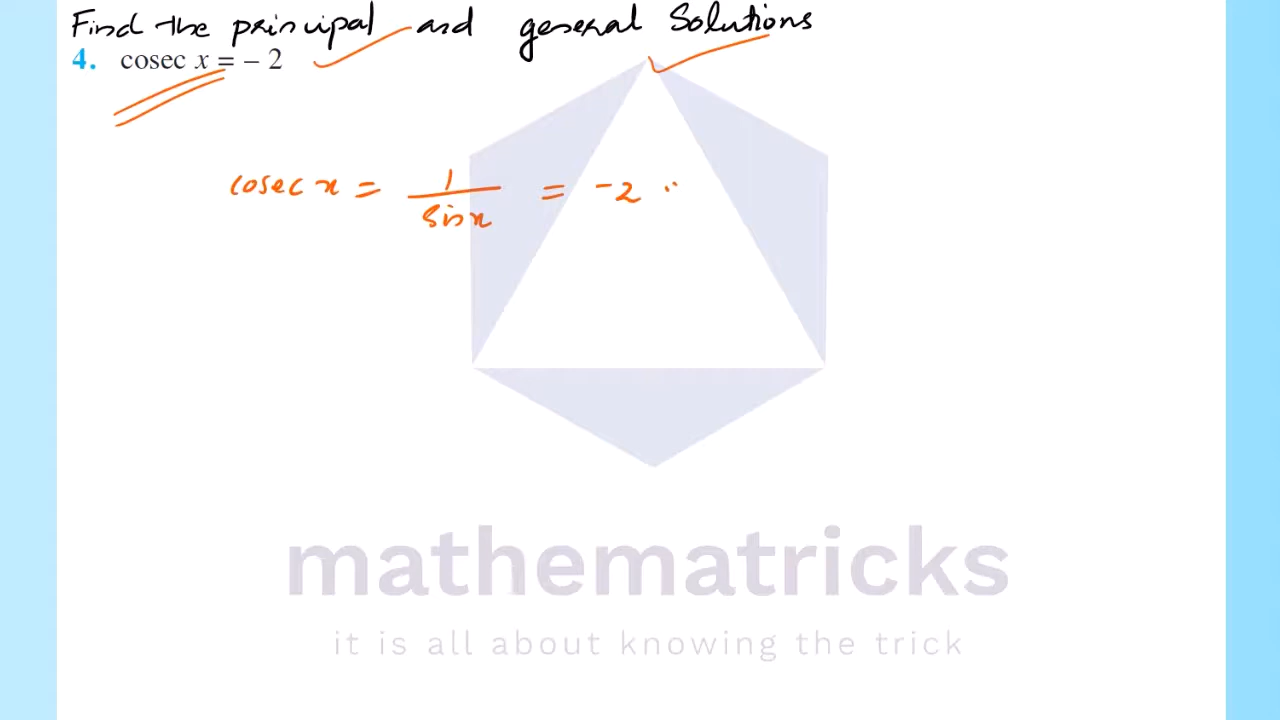 Find the principal and general Solutions
4. cosec x = – 2
cosec x = 1/sin x = -2 ..
mathematricks
it is all about knowing the trick